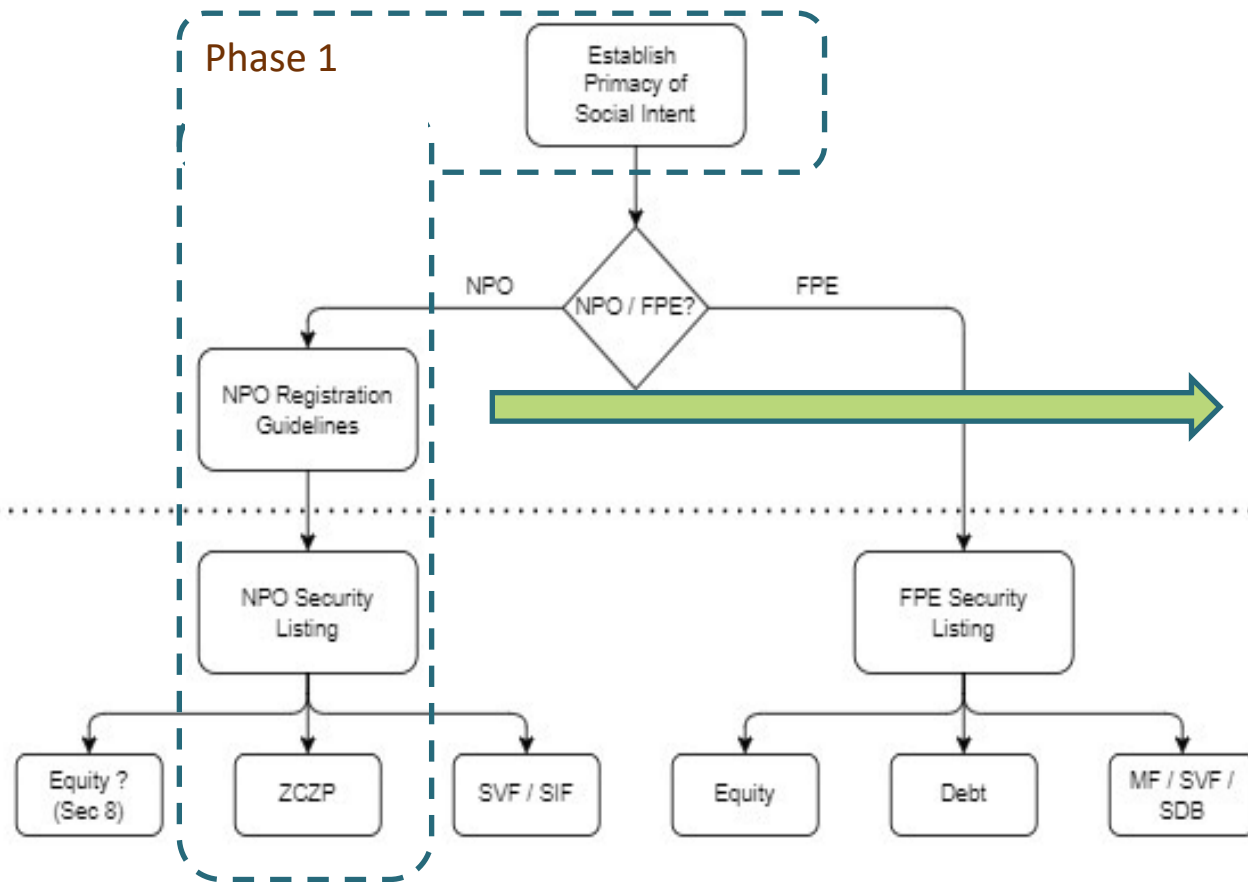 Phase 1
Establish
Primacy of
Social Intent
NPO
NPO / FPE?
FPE
NPO Registration
Guidelines
NPO Security
Listing
FPE Security
Listing
Equity ?
(Sec 8)
ZCZP
SVF / SIF
Equity
Debt
MF / SVF /
SDB